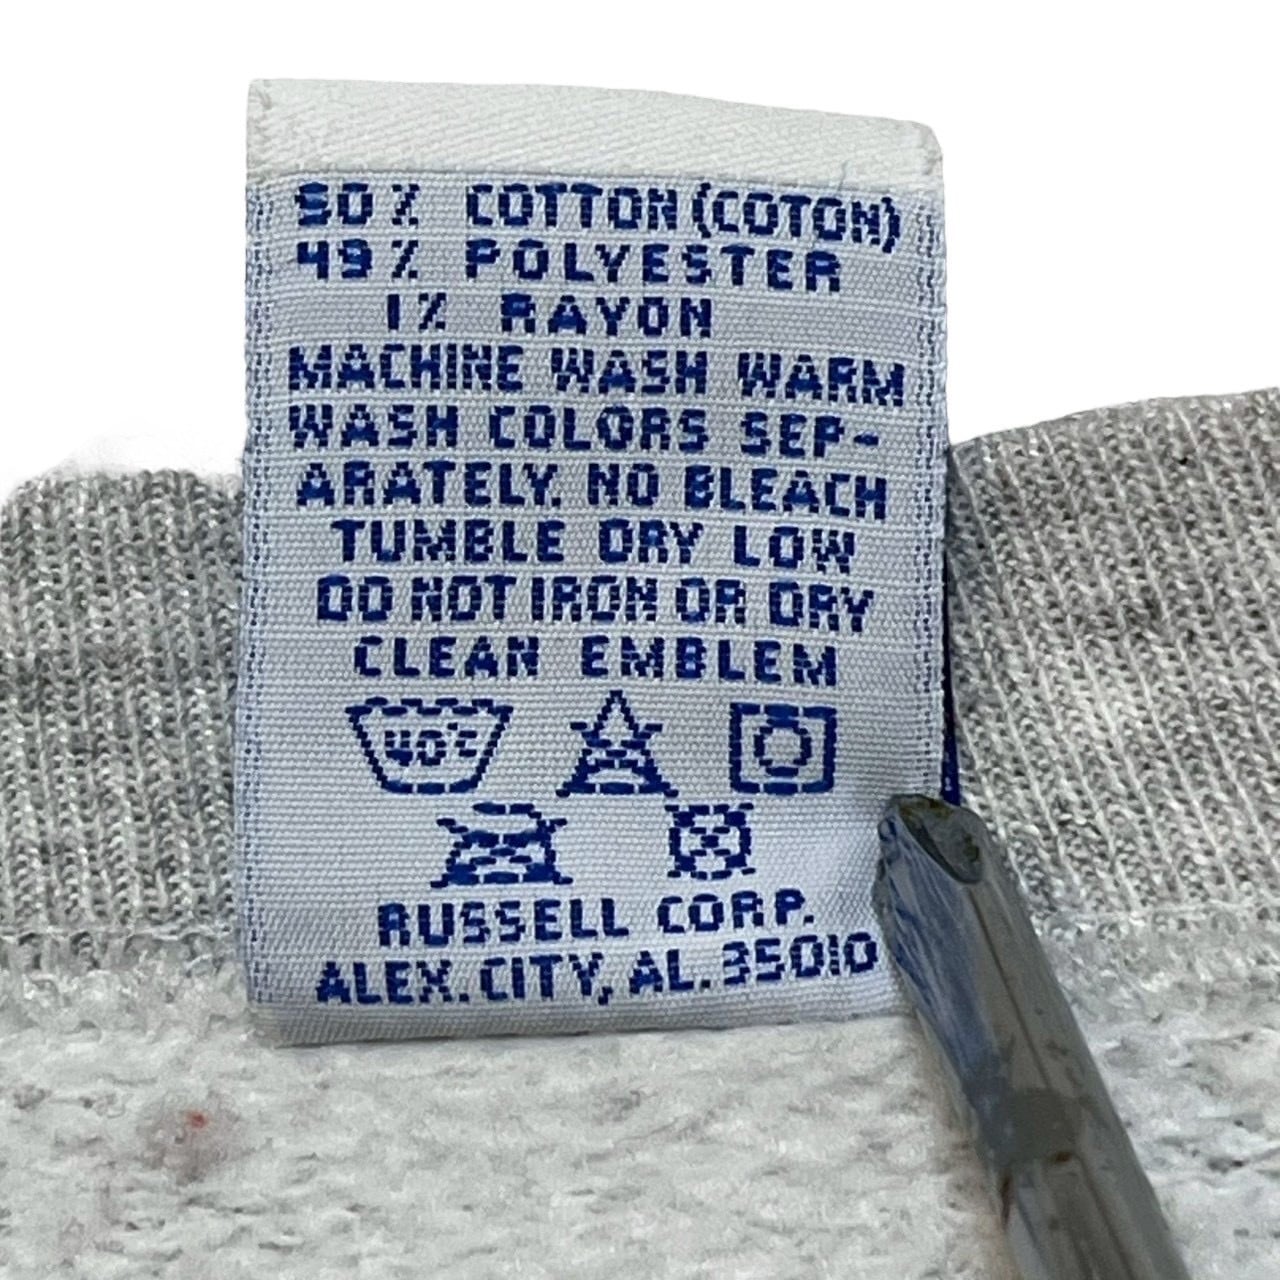 50% COTTON (COTON)
49% POLYESTER
1% RAYON
MACHINE WASH WARM
WASH COLORS SEP-
ARATELY. NO BLEACH
TUMBLE DRY LOW
DO NOT IRON OR DRY
CLEAN EMBLEM
40°C
RUSSELL CORP.
ALEX. CITY, AL. 35010